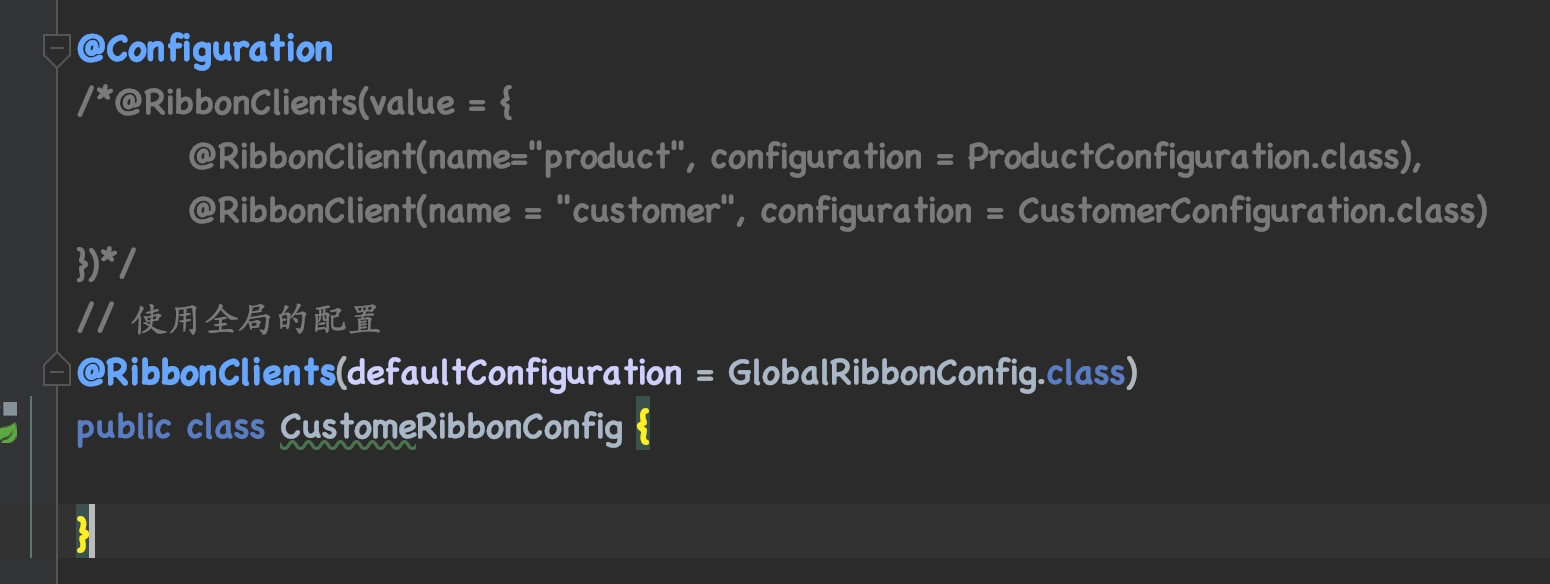 @Configuration
/*@RibbonClients(value = {
@RibbonClient(name="product", configuration = ProductConfiguration.class),
@RibbonClient(name = "customer", configuration = CustomerConfiguration.class)
})*/
// 使用全局的配置
@RibbonClients(defaultConfiguration = GlobalRibbonConfig.class)
public class CustomeRibbonConfig {
}